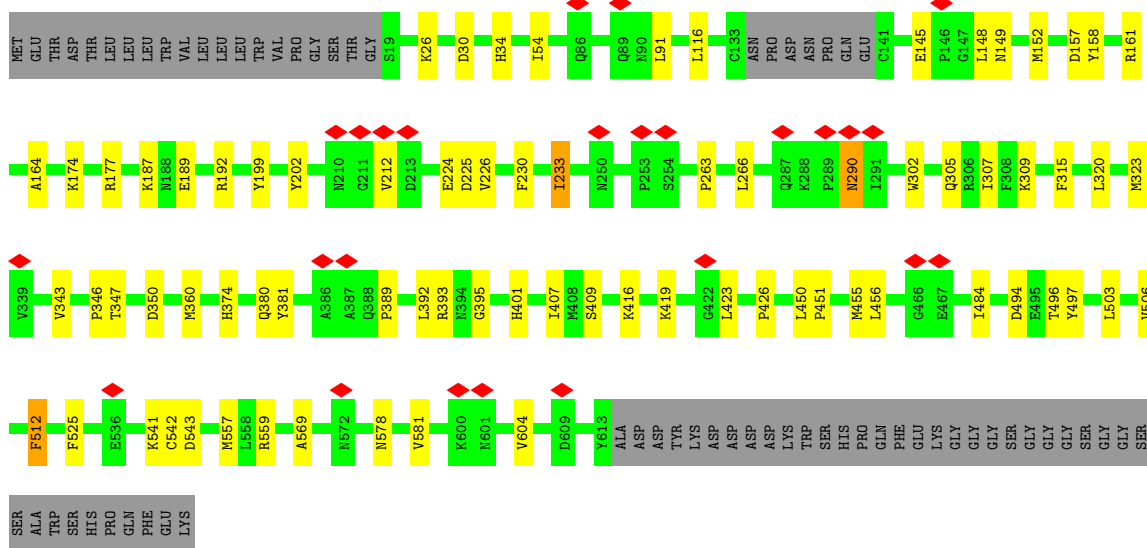 MET GLU THR ASP THR LEU LEU LEU TRP VAL LEU LEU LEU TRP VAL PRO GLY SER THR GLY S19 K26 D30 H34 I54 Q86 Q89 N90 L91 L116 C133 ASN PRO ASP ASN PRO GLN GLU C141 E145 P146 G147 L148 N149 M152 D157 Y158 R161
A164 K174 R177 K187 N188 E189 R192 Y199 Y202 N210 G211 V212 D213 E224 D225 V226 F230 I233 N250 P253 S254 P263 L266 Q287 K288 P289 N290 I291 W302 Q305 R306 I307 F308 K309 F315 L320 M323
V339 V343 P346 T347 D350 M360 H374 Q380 Y381 A386 A387 Q388 P389 L392 R393 N394 G395 H401 I407 M408 S409 K416 K419 G422 L423 P426 L450 P451 M455 L456 G466 E467 I484 D494 E495 T496 Y497 L503 V506
F512 F525 E536 K541 C542 D543 M557 L558 R559 A569 N572 N578 V581 K600 N601 V604 D609 Y613 ALA ASP ASP TYR LYS ASP ASP ASP ASP LYS TRP SER HIS PRO GLN PHE GLU LYS GLY GLY GLY SER GLY GLY GLY SER GLY GLY SER
SER ALA TRP SER HIS PRO GLN PHE GLU LYS